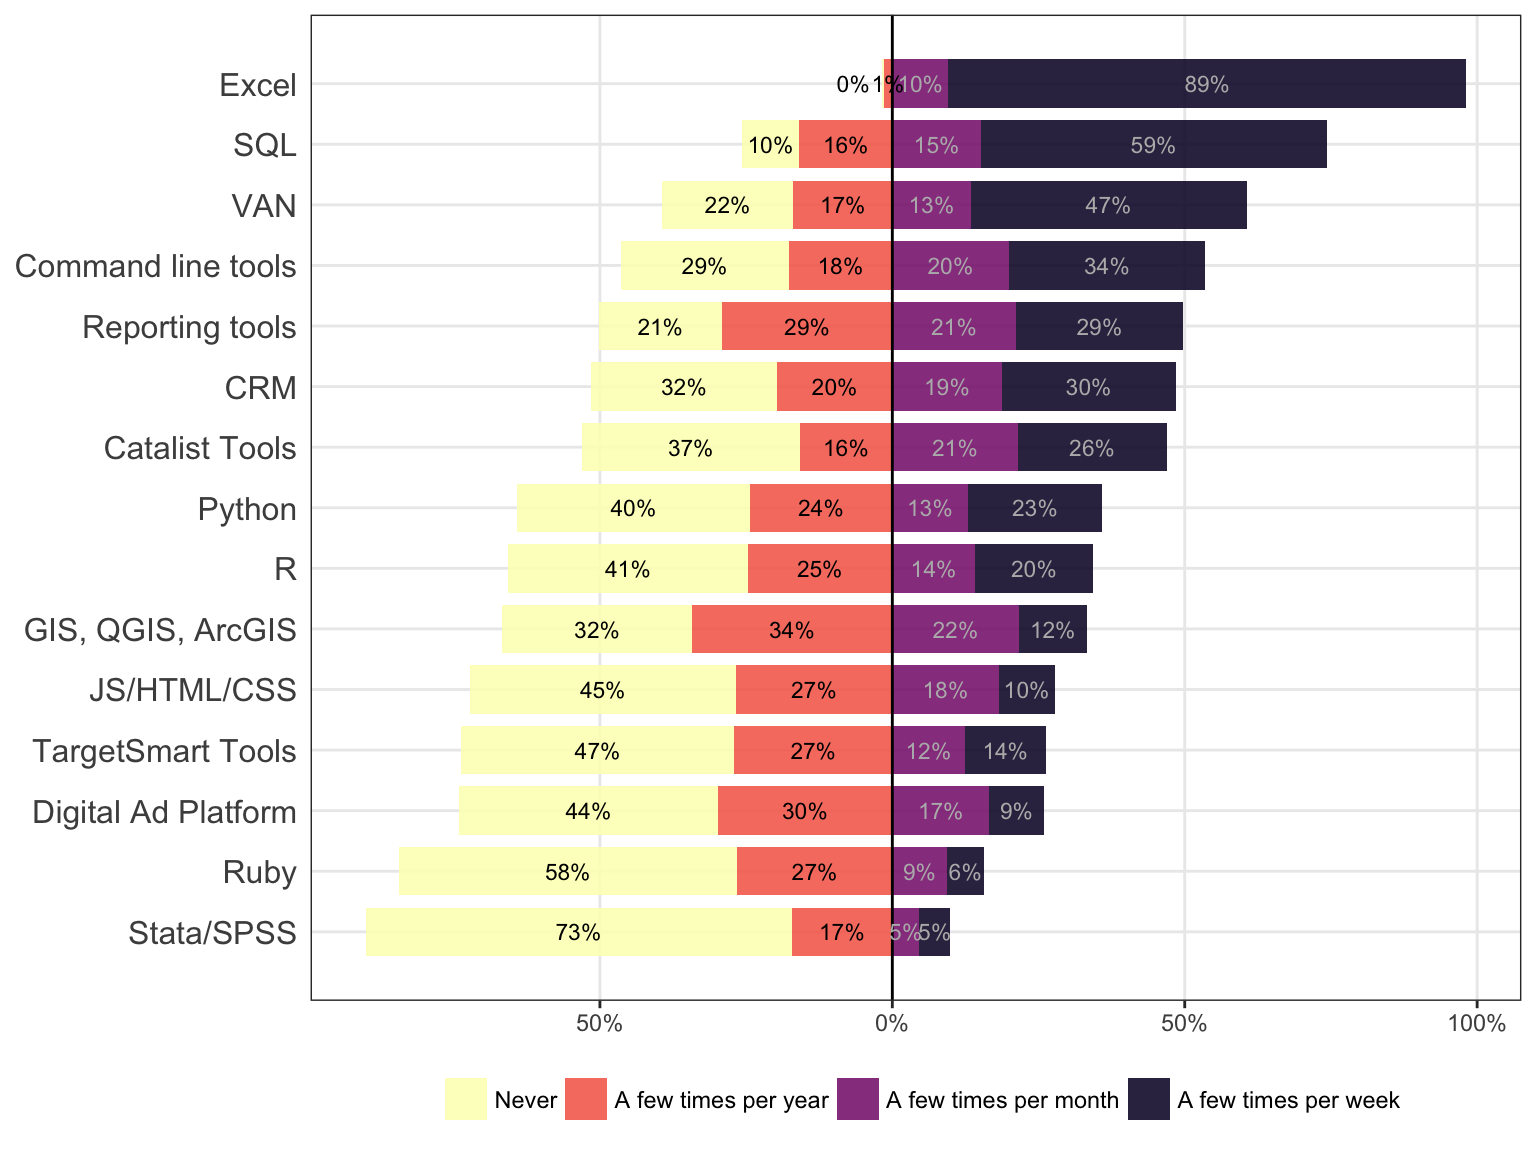 Excel 0% 1% 10% 89%
SQL 10% 16% 15% 59%
VAN 22% 17% 13% 47%
Command line tools 29% 18% 20% 34%
Reporting tools 21% 29% 21% 29%
CRM 32% 20% 19% 30%
Catalist Tools 37% 16% 21% 26%
Python 40% 24% 13% 23%
R 41% 25% 14% 20%
GIS, QGIS, ArcGIS 32% 34% 22% 12%
JS/HTML/CSS 45% 27% 18% 10%
TargetSmart Tools 47% 27% 12% 14%
Digital Ad Platform 44% 30% 17% 9%
Ruby 58% 27% 9% 6%
Stata/SPSS 73% 17% 5% 5%
50% 0% 50% 100%
Never A few times per year A few times per month A few times per week